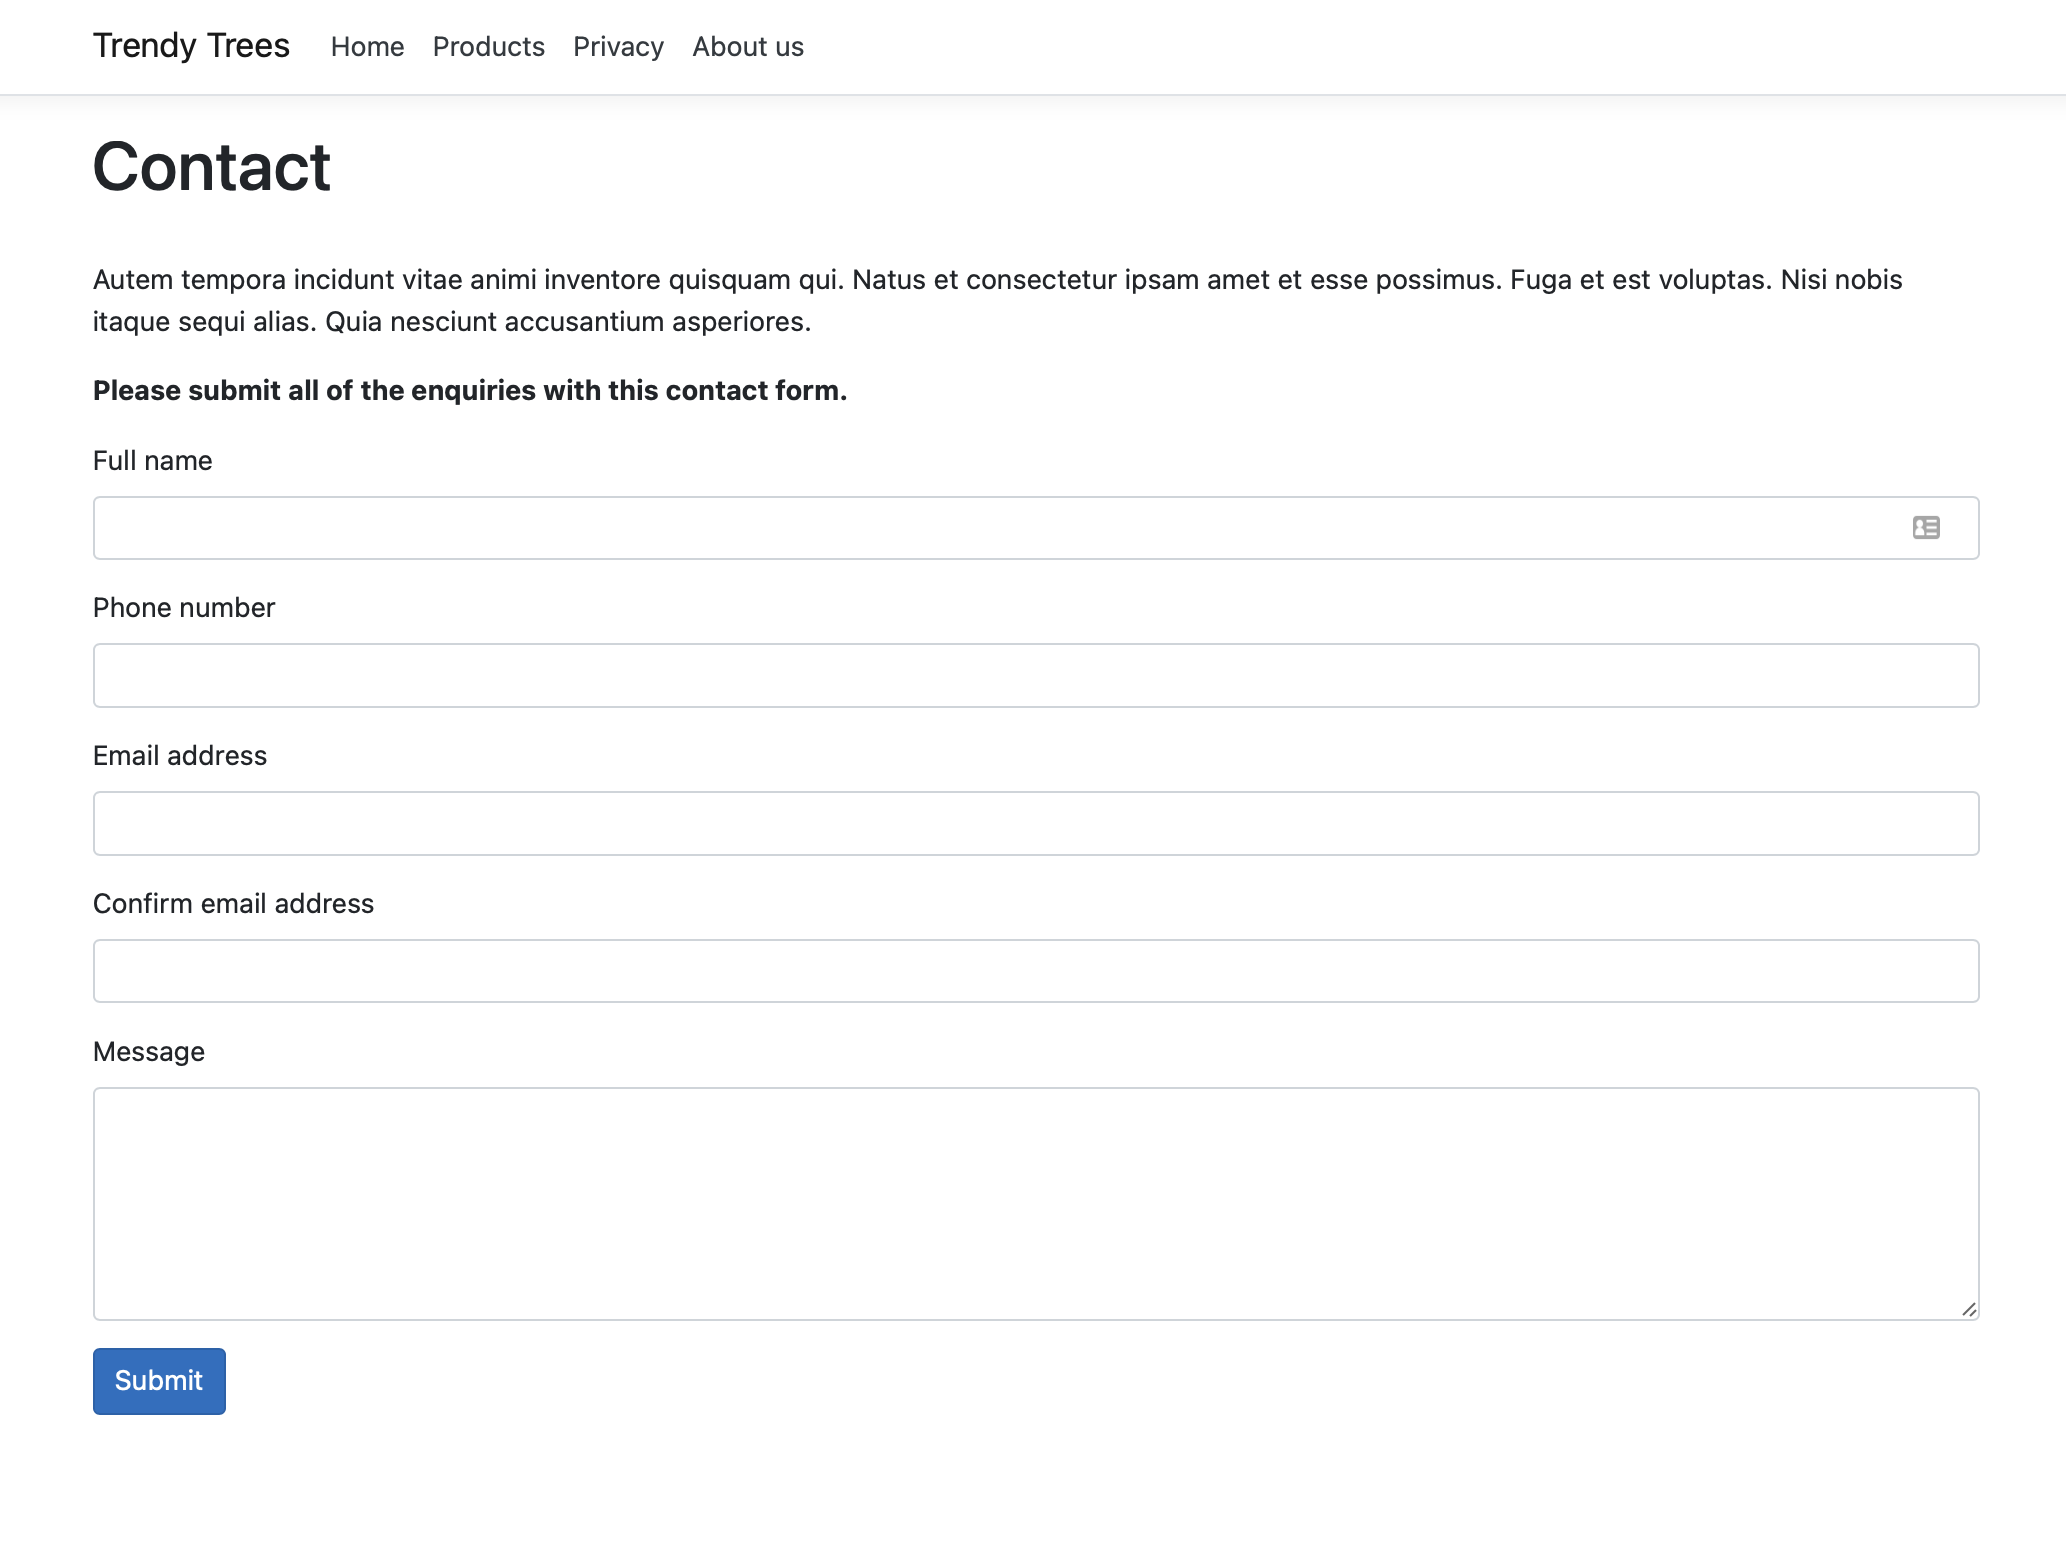 Trendy Trees Home Products Privacy About us
Contact
Autem tempora incidunt vitae animi inventore quisquam qui. Natus et consectetur ipsam amet et esse possimus. Fuga et est voluptas. Nisi nobis
itaque sequi alias. Quia nesciunt accusantium asperiores.
Please submit all of the enquiries with this contact form.
Full name
Phone number
Email address
Confirm email address
Message
Submit